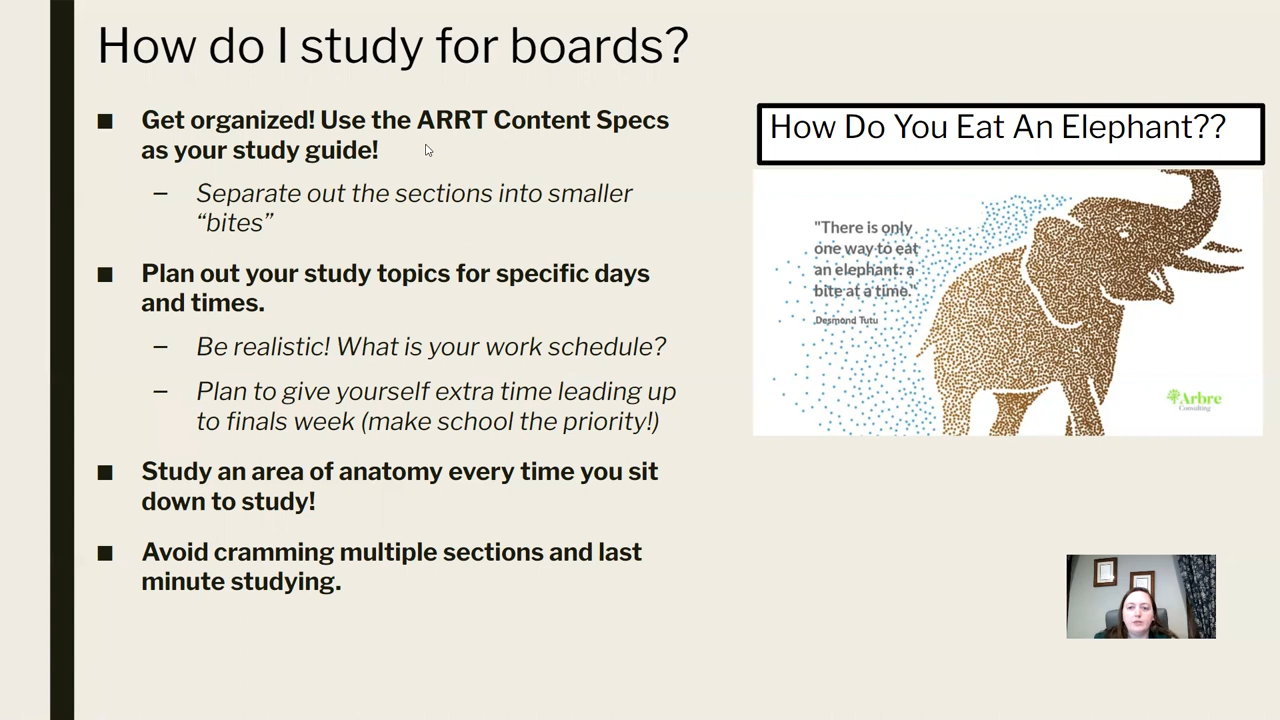 How do I study for boards?
■ Get organized! Use the ARRT Content Specs
as your study guide!
– Separate out the sections into smaller
“bites”
■ Plan out your study topics for specific days
and times.
– Be realistic! What is your work schedule?
– Plan to give yourself extra time leading up
to finals week (make school the priority!)
■ Study an area of anatomy every time you sit
down to study!
■ Avoid cramming multiple sections and last
minute studying.
How Do You Eat An Elephant??
"There is only
one way to eat
an elephant: a
bite at a time."
Desmond Tutu
Arbre
Consulting